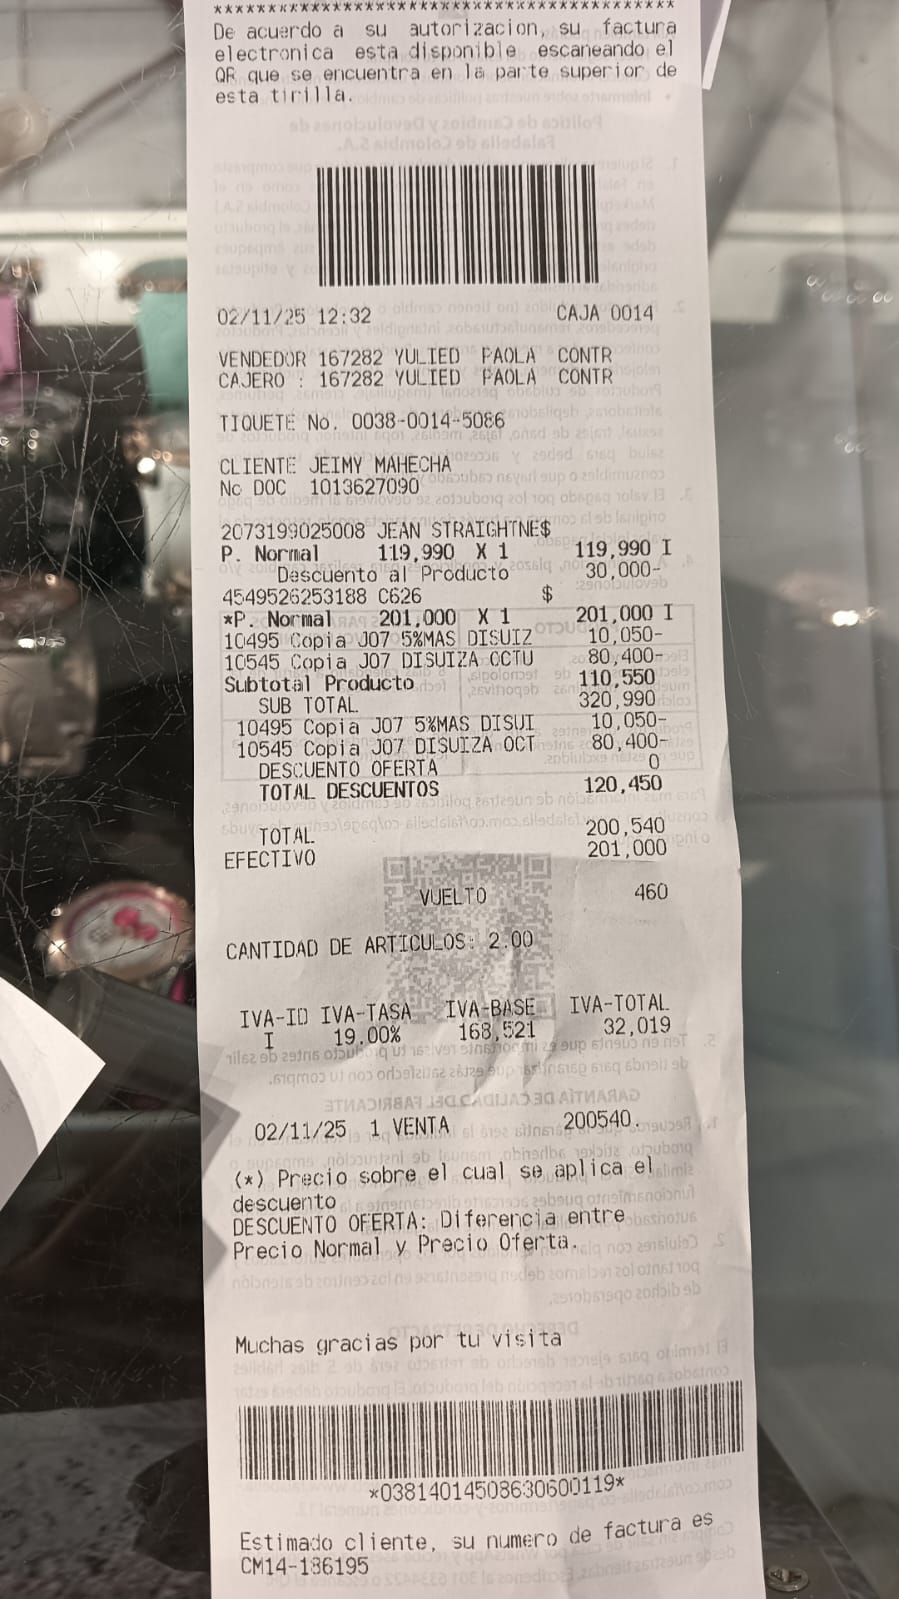 ******************************************
De acuerdo a su autorizacion, su factura
electronica esta disponible escaneando el
QR que se encuentra en la parte superior de
esta tirilla.
02/11/25 12:32 CAJA 0014
VENDEDOR 167282 YULIED PAOLA CONTR
CAJERO : 167282 YULIED PAOLA CONTR
TIQUETE No. 0038-0014-5086
CLIENTE JEIMY MAHECHA
No DOC 1013627090
2073199025008 JEAN STRAIGHTNE$
P. Normal 119,990 X 1 119,990 I
Descuento al Producto 30,000-
4549526253188 C626 $
*P. Normal 201,000 X 1 201,000 I
10495 Copia J07 5%MAS DISUIZ 10,050-
10545 Copia J07 DISUIZA OCTU 80,400-
Subtotal Producto 110,550
SUB TOTAL 320,990
10495 Copia J07 5%MAS DISUI 10,050-
10545 Copia J07 DISUIZA OCT 80,400-
DESCUENTO OFERTA 0
TOTAL DESCUENTOS 120,450
TOTAL 200,540
EFECTIVO 201,000
VUELTO 460
CANTIDAD DE ARTICULOS: 2.00
IVA-ID IVA-TASA IVA-BASE IVA-TOTAL
I 19.00% 168,521 32,019
02/11/25 1 VENTA 200540.
(*) Precio sobre el cual se aplica el
descuento
DESCUENTO OFERTA: Diferencia entre
Precio Normal y Precio Oferta.
Muchas gracias por tu visita
*03814014508630600119*
Estimado cliente, su numero de factura es
CM14-186195